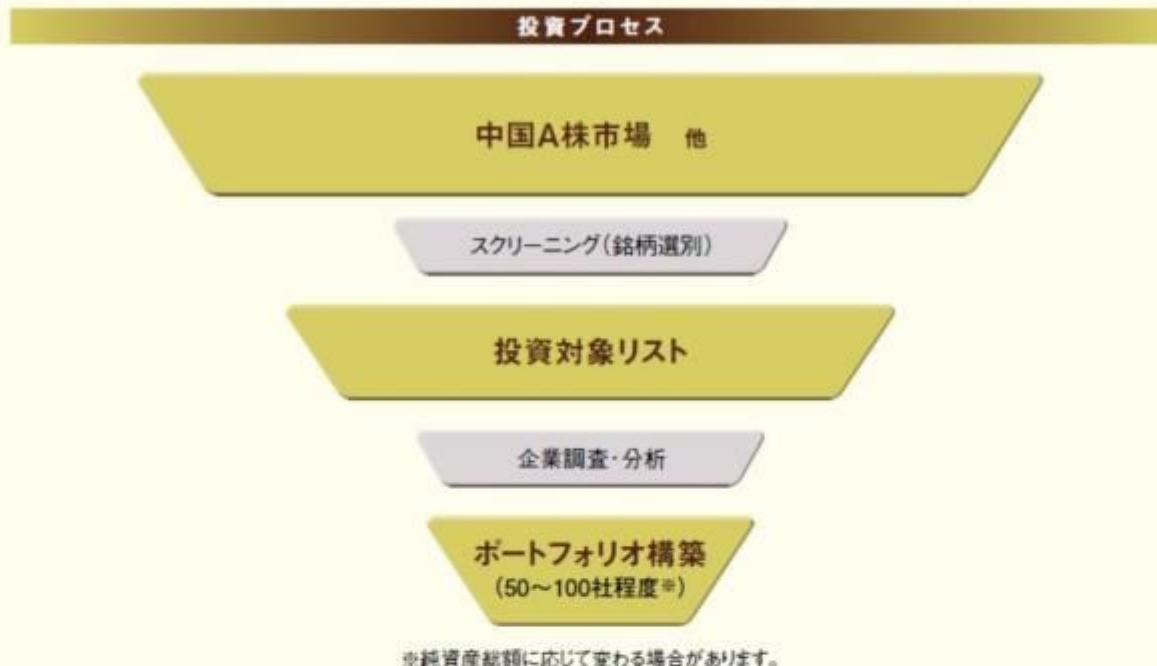 投資プロセス
中国A株市場 他
スクリーニング(銘柄選別)
投資対象リスト
企業調査・分析
ポートフォリオ構築
(50〜100社程度※)
※純資産総額に応じて変わる場合があります。